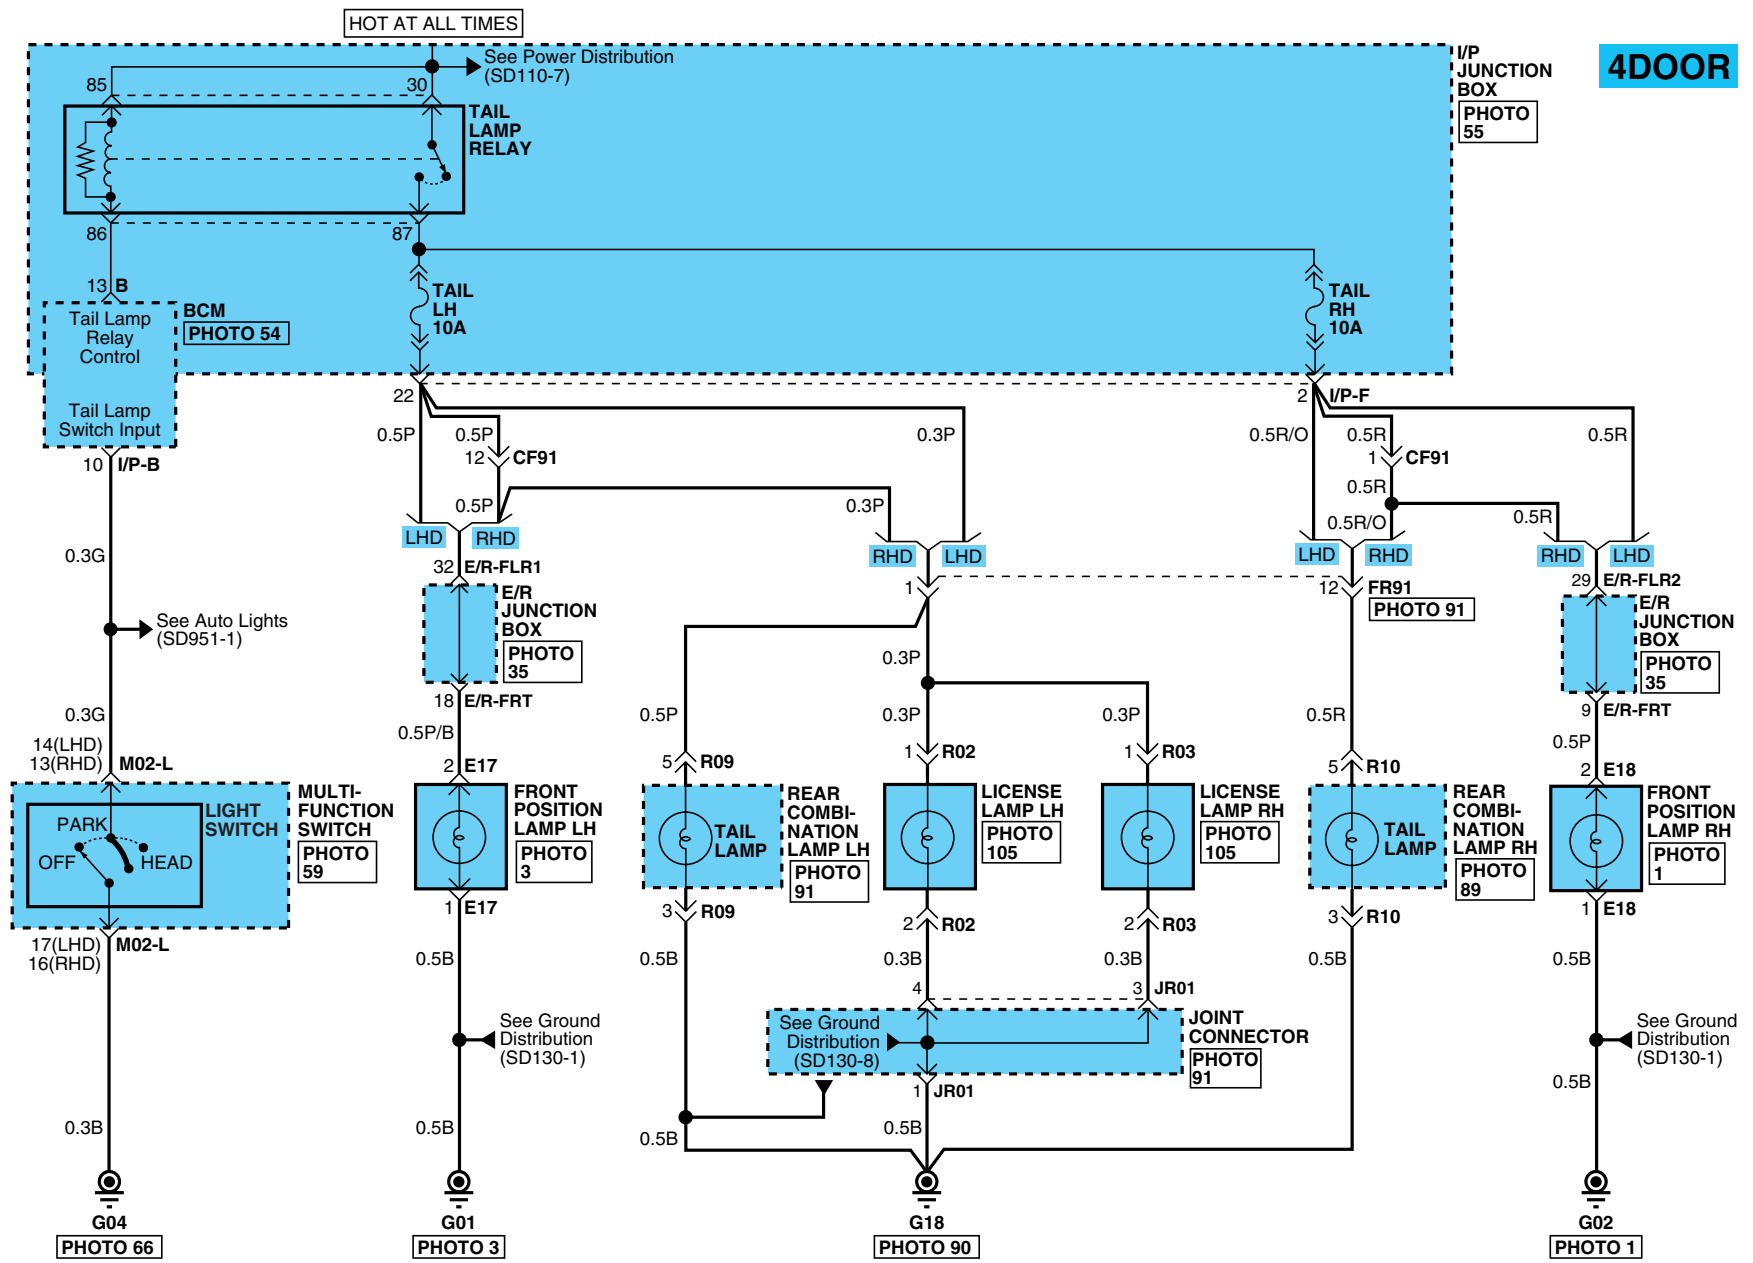 HOT AT ALL TIMES
4DOOR
See Power Distribution
(SD110-7)
I/P
JUNCTION
BOX
PHOTO
55
85
30
TAIL
LAMP
RELAY
86
87
13 B
BCM
PHOTO 54
Tail Lamp
Relay
Control
Tail Lamp
Switch Input
TAIL
LH
10A
TAIL
RH
10A
10 I/P-B
22
2 I/P-F
0.5P
0.5P
0.3P
0.5R/O
0.5R
0.5R
12 CF91
1 CF91
0.5P
0.3P
0.5R
0.5R/O
0.5R
LHD
RHD
RHD
LHD
LHD
RHD
RHD
LHD
0.3G
32 E/R-FLR1
E/R
JUNCTION
BOX
PHOTO
35
1
12 FR91
PHOTO 91
29 E/R-FLR2
E/R
JUNCTION
BOX
PHOTO
35
See Auto Lights
(SD951-1)
0.3P
18 E/R-FRT
9 E/R-FRT
0.3G
0.5P/B
0.5P
0.3P
0.3P
0.5R
0.5P
14(LHD)
13(RHD)
M02-L
2 E17
5 R09
1 R02
1 R03
5 R10
2 E18
LIGHT
SWITCH
PARK
OFF
HEAD
MULTI-
FUNCTION
SWITCH
PHOTO
59
FRONT
POSITION
LAMP LH
PHOTO
3
TAIL
LAMP
REAR
COMBI-
NATION
LAMP LH
PHOTO
91
LICENSE
LAMP LH
PHOTO
105
LICENSE
LAMP RH
PHOTO
105
TAIL
LAMP
REAR
COMBI-
NATION
LAMP RH
PHOTO
89
FRONT
POSITION
LAMP RH
PHOTO
1
17(LHD)
16(RHD)
M02-L
1 E17
3 R09
2 R02
2 R03
3 R10
1 E18
0.5B
0.5B
0.3B
0.3B
0.5B
0.5B
4
3 JR01
See Ground
Distribution
(SD130-1)
See Ground
Distribution
(SD130-8)
JOINT
CONNECTOR
PHOTO
91
See Ground
Distribution
(SD130-1)
1 JR01
0.5B
0.3B
0.5B
0.5B
0.5B
G04
PHOTO 66
G01
PHOTO 3
G18
PHOTO 90
G02
PHOTO 1